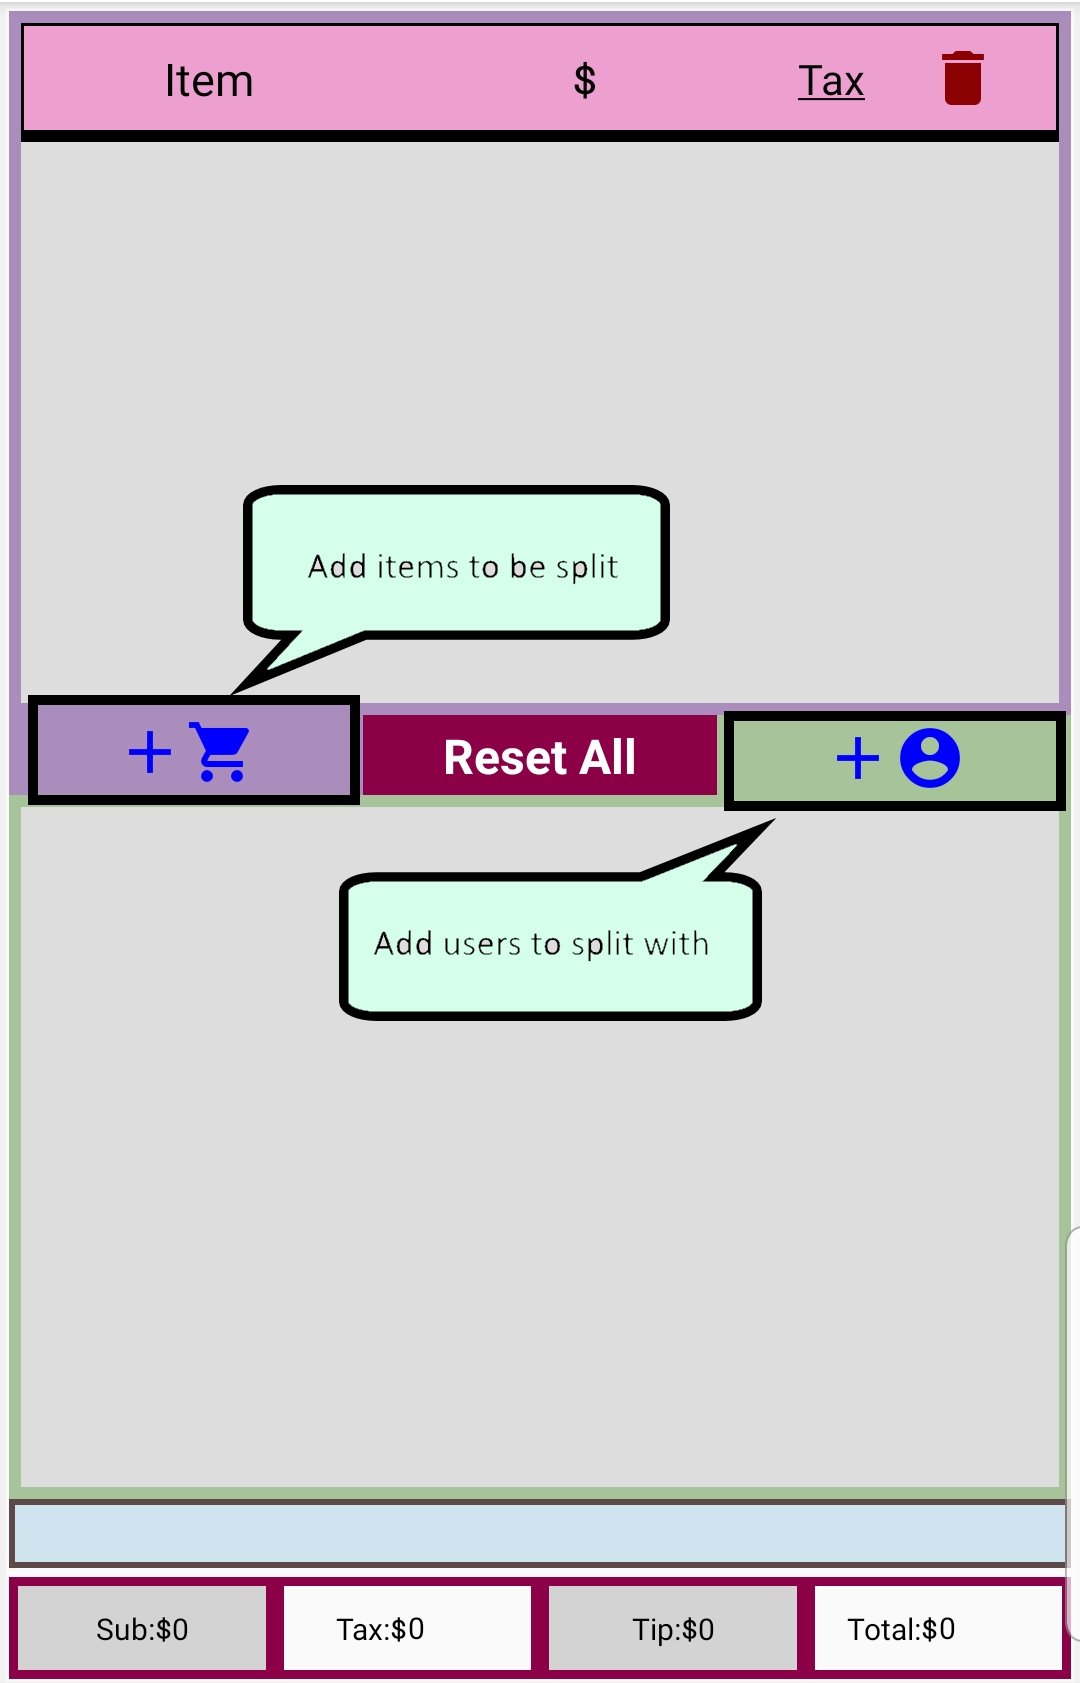 Item $ Tax
Add items to be split
+ Reset All +
Add users to split with
Sub:$0 Tax:$0 Tip:$0 Total:$0